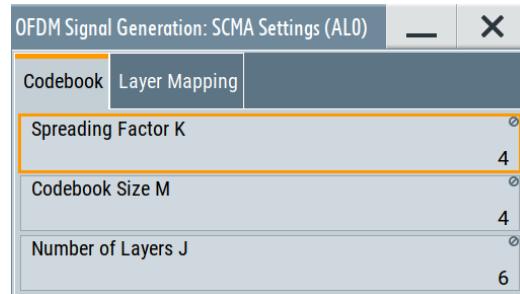 OFDM Signal Generation: SCMA Settings (AL0)
Codebook Layer Mapping
Spreading Factor K
4
Codebook Size M
4
Number of Layers J
6